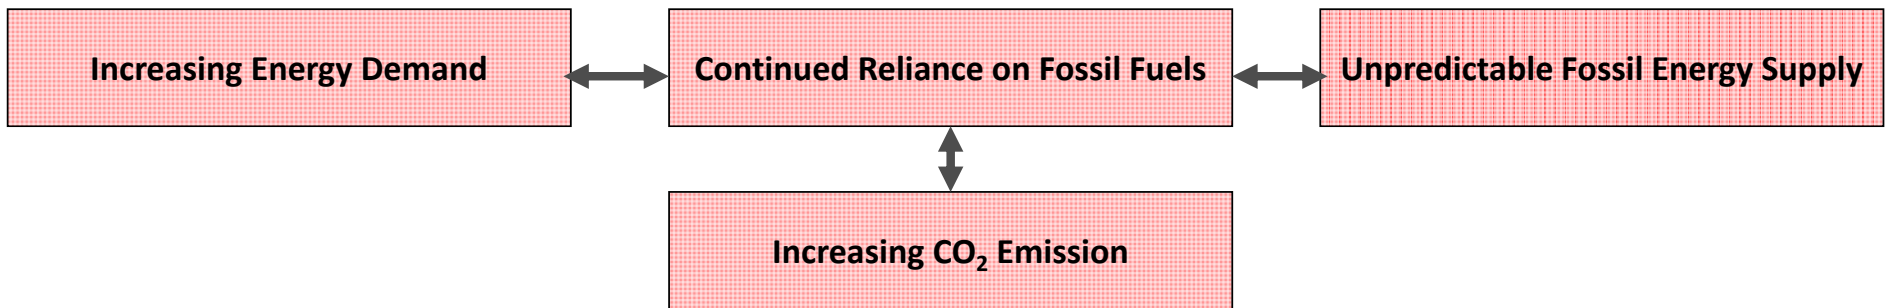 Increasing Energy Demand
Continued Reliance on Fossil Fuels
Unpredictable Fossil Energy Supply
Increasing CO₂ Emission